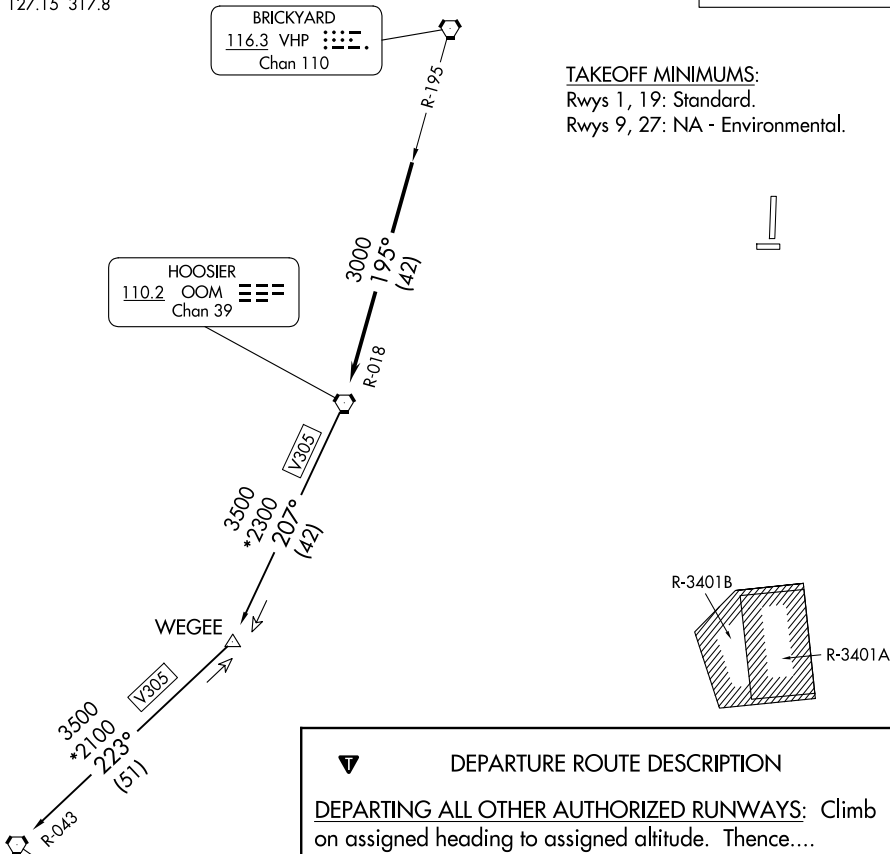 127.15 317.8
BRICKYARD
116.3 VHP
Chan 110
R-195
TAKEOFF MINIMUMS:
Rwys 1, 19: Standard.
Rwys 9, 27: NA - Environmental.
3000
195°
(42)
HOOSIER
110.2 OOM
Chan 39
R-018
V305
3500
*2300
207°
(42)
R-3401B
R-3401A
WEGEE
V305
3500
*2100
223°
(51)
R-043
T
DEPARTURE ROUTE DESCRIPTION
DEPARTING ALL OTHER AUTHORIZED RUNWAYS: Climb
on assigned heading to assigned altitude. Thence....